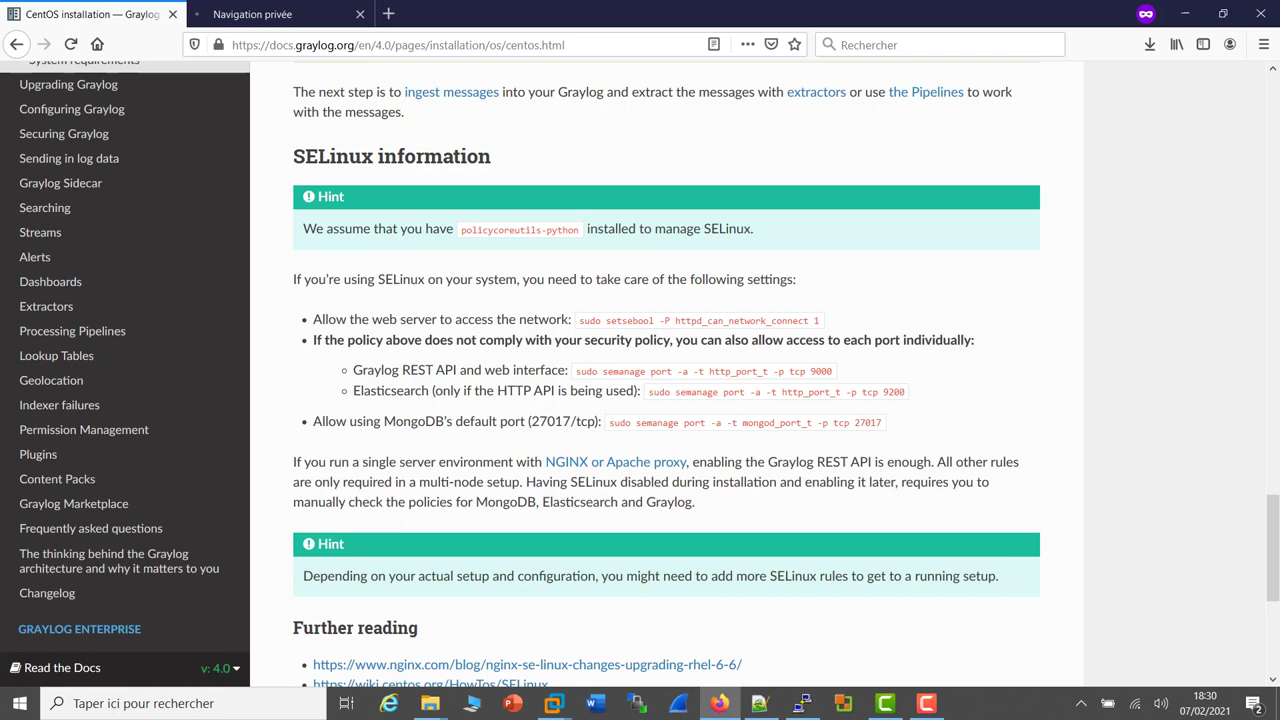 CentOS installation — Graylog
Navigation privée
https://docs.graylog.org/en/4.0/pages/installation/os/centos.html
Rechercher
System requirements
Upgrading Graylog
Configuring Graylog
Securing Graylog
Sending in log data
Graylog Sidecar
Searching
Streams
Alerts
Dashboards
Extractors
Processing Pipelines
Lookup Tables
Geolocation
Indexer failures
Permission Management
Plugins
Content Packs
Graylog Marketplace
Frequently asked questions
The thinking behind the Graylog
architecture and why it matters to you
Changelog
GRAYLOG ENTERPRISE
Read the Docs
v: 4.0
The next step is to ingest messages into your Graylog and extract the messages with extractors or use the Pipelines to work
with the messages.
SELinux information
Hint
We assume that you have policycoreutils-python installed to manage SELinux.
If you're using SELinux on your system, you need to take care of the following settings:
• Allow the web server to access the network: sudo setsebool -P httpd_can_network_connect 1
• If the policy above does not comply with your security policy, you can also allow access to each port individually:
Graylog REST API and web interface: sudo semanage port -a -t http_port_t -p tcp 9000
Elasticsearch (only if the HTTP API is being used): sudo semanage port -a -t http_port_t -p tcp 9200
• Allow using MongoDB's default port (27017/tcp): sudo semanage port -a -t mongod_port_t -p tcp 27017
If you run a single server environment with NGINX or Apache proxy, enabling the Graylog REST API is enough. All other rules
are only required in a multi-node setup. Having SELinux disabled during installation and enabling it later, requires you to
manually check the policies for MongoDB, Elasticsearch and Graylog.
Hint
Depending on your actual setup and configuration, you might need to add more SELinux rules to get to a running setup.
Further reading
• https://www.nginx.com/blog/nginx-se-linux-changes-upgrading-rhel-6-6/
• https://wiki.centos.org/HowTos/SELinux
Taper ici pour rechercher
18:30
07/02/2021
2